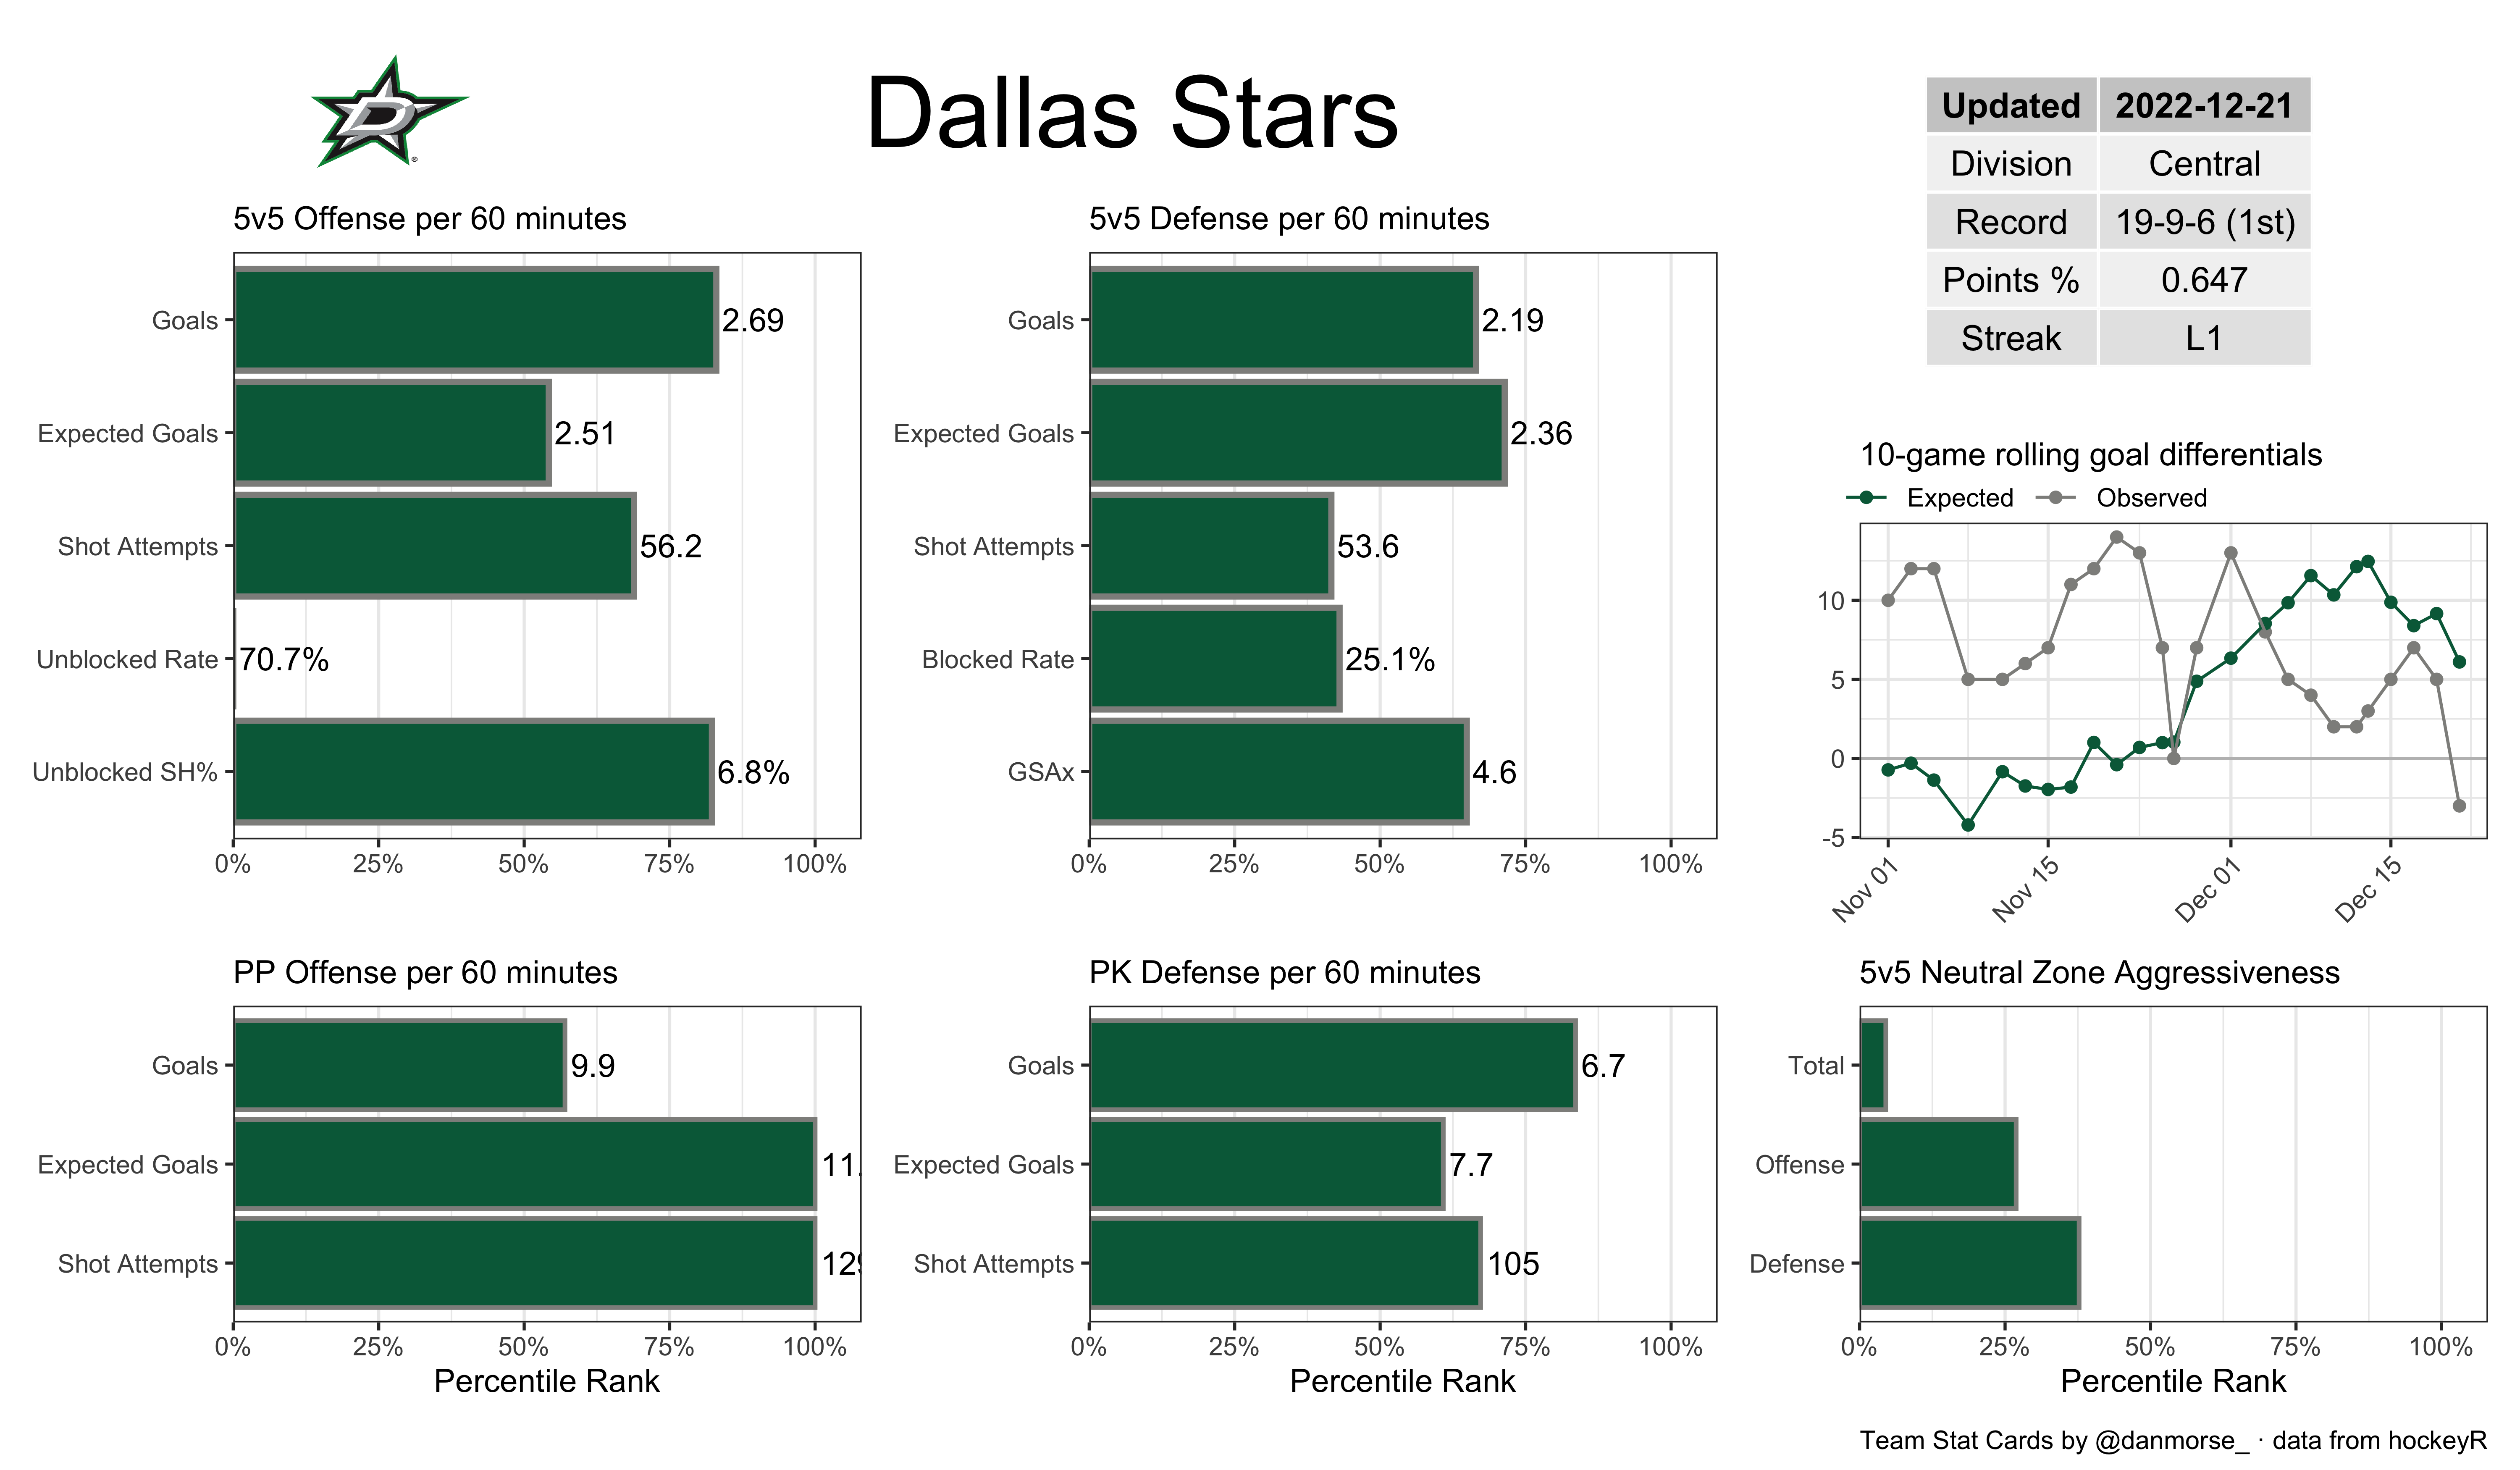 Dallas Stars
Updated 2022-12-21
Division Central
Record 19-9-6 (1st)
Points % 0.647
Streak L1
5v5 Offense per 60 minutes
Goals 2.69
Expected Goals 2.51
Shot Attempts 56.2
Unblocked Rate 70.7%
Unblocked SH% 6.8%
0% 25% 50% 75% 100%
5v5 Defense per 60 minutes
Goals 2.19
Expected Goals 2.36
Shot Attempts 53.6
Blocked Rate 25.1%
GSAx 4.6
0% 25% 50% 75% 100%
10-game rolling goal differentials
Expected Observed
10
5
0
-5
Nov 01 Nov 15 Dec 01 Dec 15
PP Offense per 60 minutes
Goals 9.9
Expected Goals 11.
Shot Attempts 129
0% 25% 50% 75% 100%
Percentile Rank
PK Defense per 60 minutes
Goals 6.7
Expected Goals 7.7
Shot Attempts 105
0% 25% 50% 75% 100%
Percentile Rank
5v5 Neutral Zone Aggressiveness
Total
Offense
Defense
0% 25% 50% 75% 100%
Percentile Rank
Team Stat Cards by @danmorse_ · data from hockeyR